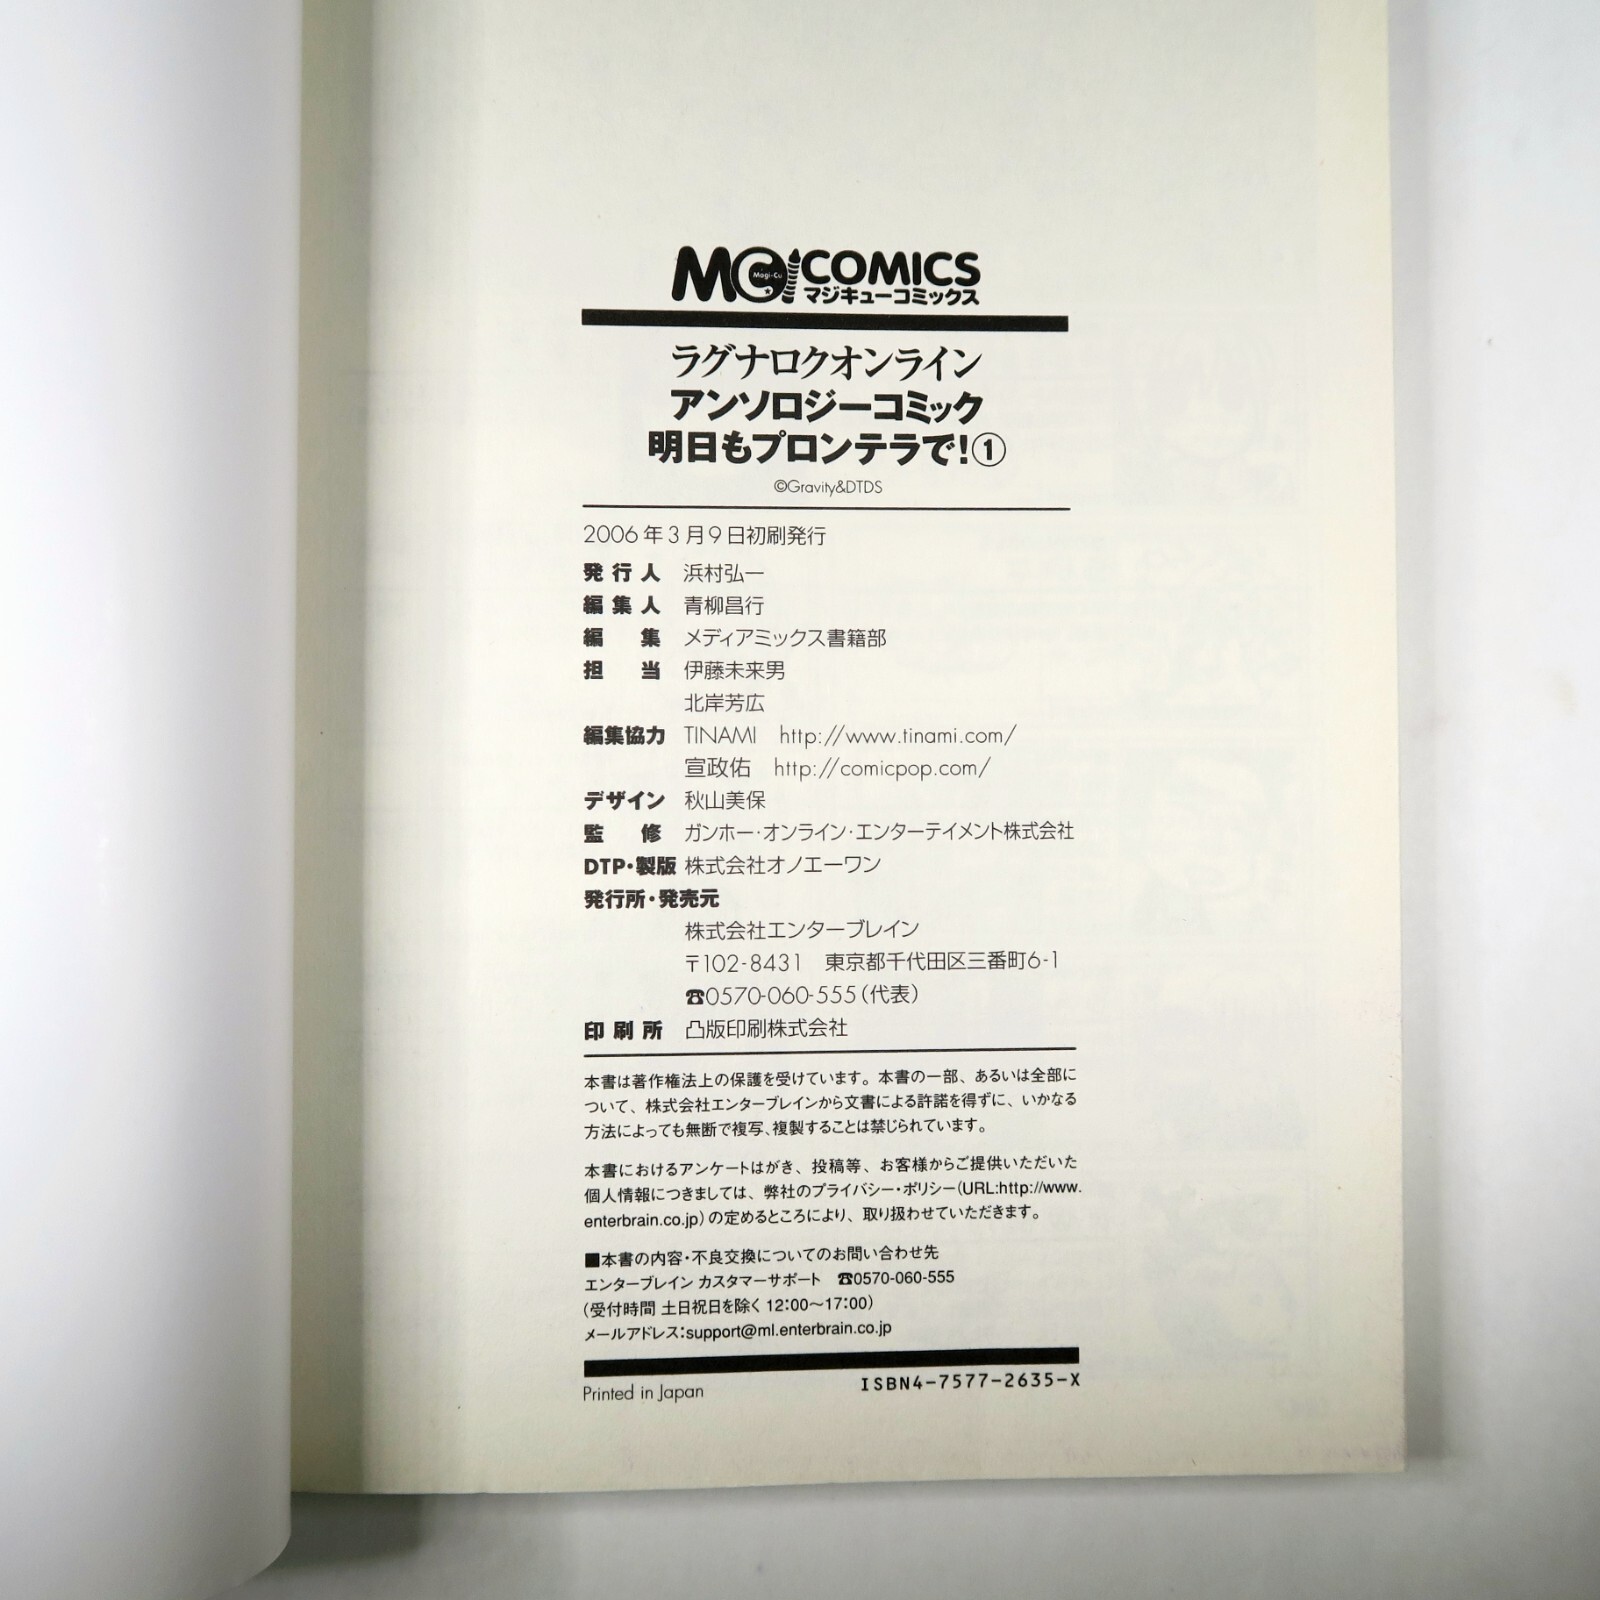 MC COMICS
Magi-Cu
マジキューコミックス
ラグナロクオンライン
アンソロジーコミック
明日もプロンテラで!①
©Gravity&DTDS
2006年3月9日初刷発行
発行人 浜村弘一
編集人 青柳昌行
編集 メディアミックス書籍部
担当 伊藤未来男
北岸芳広
編集協力 TINAMI http://www.tinami.com/
宣政佑 http://comicpop.com/
デザイン 秋山美保
監修 ガンホー・オンライン・エンターテイメント株式会社
DTP・製版 株式会社オノエーワン
発行所・発売元
株式会社エンターブレイン
〒102-8431 東京都千代田区三番町6-1
☎0570-060-555(代表)
印刷所 凸版印刷株式会社
本書は著作権法上の保護を受けています。本書の一部、あるいは全部に
ついて、株式会社エンターブレインから文書による許諾を得ずに、いかなる
方法によっても無断で複写、複製することは禁じられています。
本書におけるアンケートはがき、投稿等、お客様からご提供いただいた
個人情報につきましては、弊社のプライバシー・ポリシー(URL:http://www.
enterbrain.co.jp)の定めるところにより、取り扱わせていただきます。
■本書の内容・不良交換についてのお問い合わせ先
エンターブレイン カスタマーサポート ☎0570-060-555
(受付時間 土日祝日を除く 12:00〜17:00)
メールアドレス:support@ml.enterbrain.co.jp
Printed in Japan
ISBN4-7577-2635-X